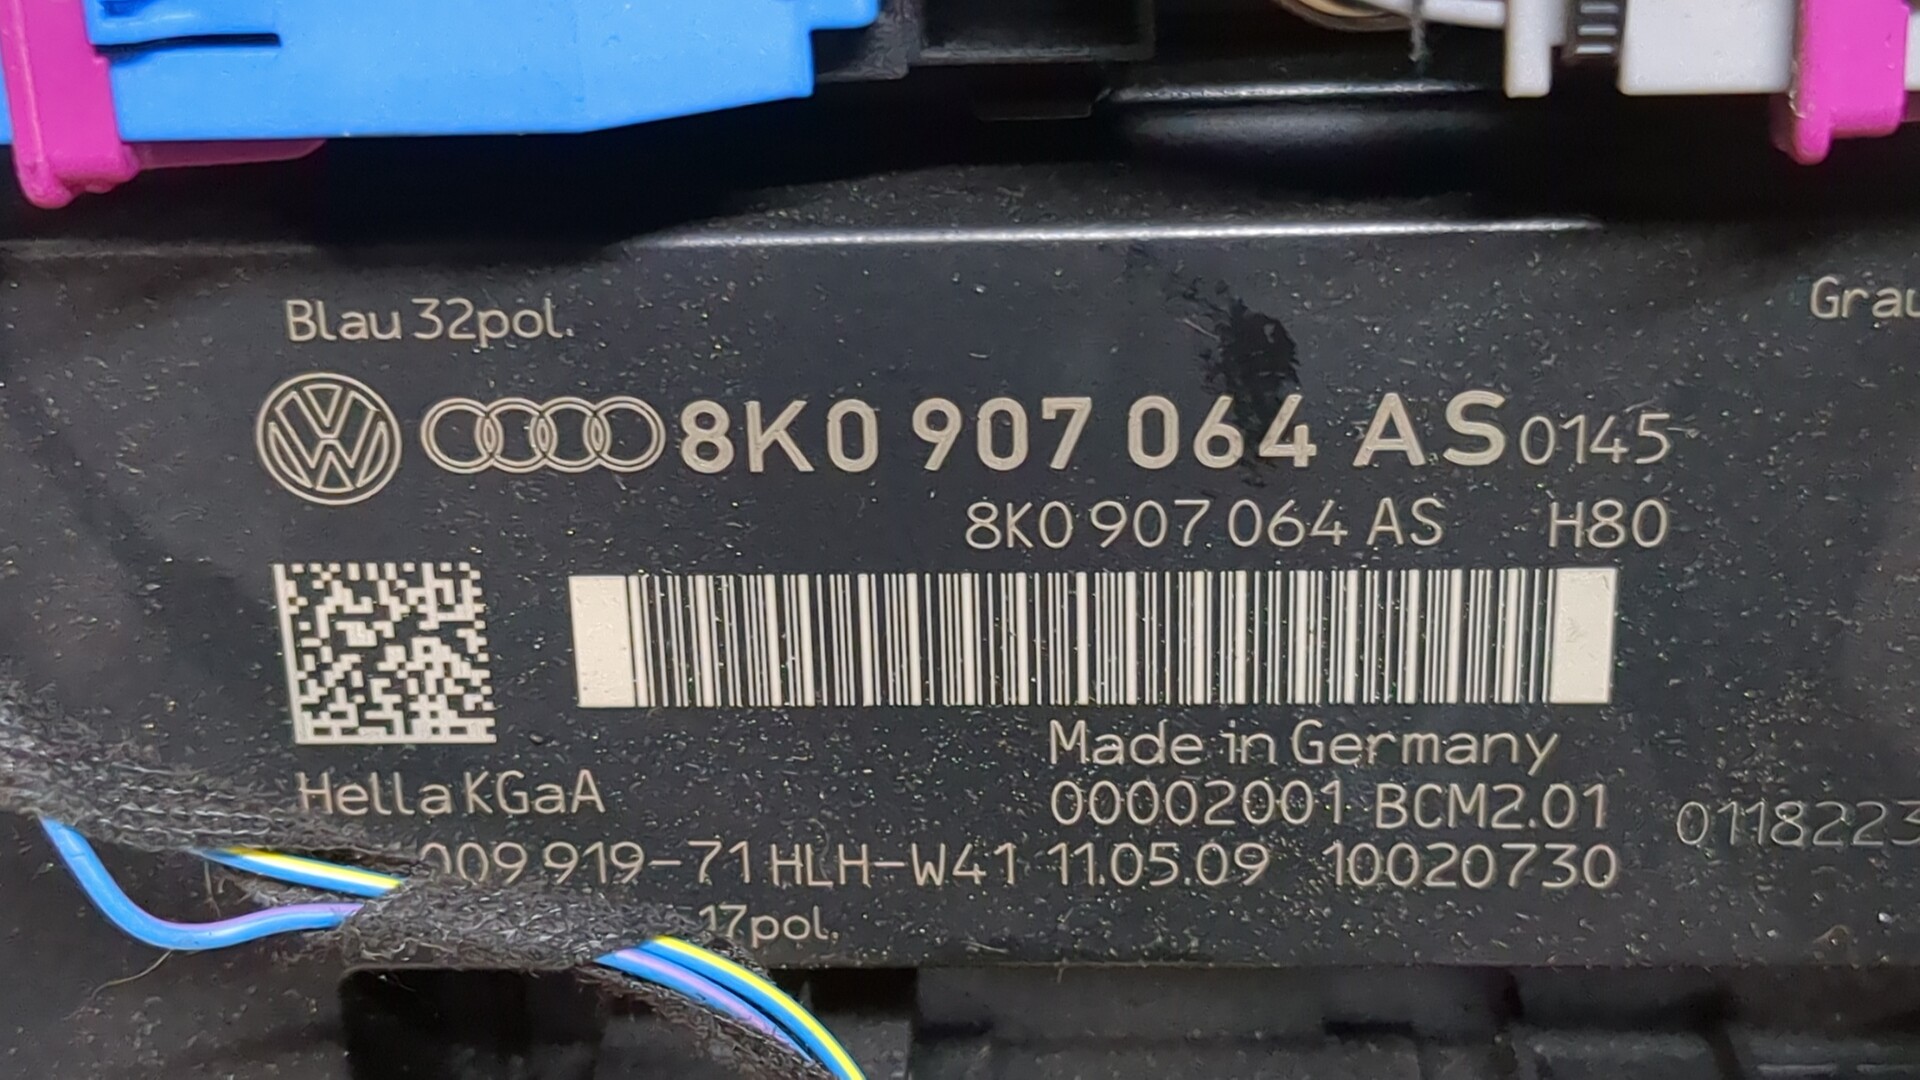 Blau 32pol.
Grau
8K0 907 064 AS 0145
8K0 907 064 AS H80
Made in Germany
Hella KGaA
00002001 BCM2.01
0118223
009 919-71 HLH-W41 11.05.09 10020730
17pol.